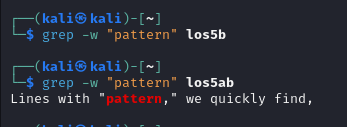 ┌──(kali㉿kali)-[~]
└─$ grep -w "pattern" los5b
┌──(kali㉿kali)-[~]
└─$ grep -w "pattern" los5ab
Lines with "pattern," we quickly find,